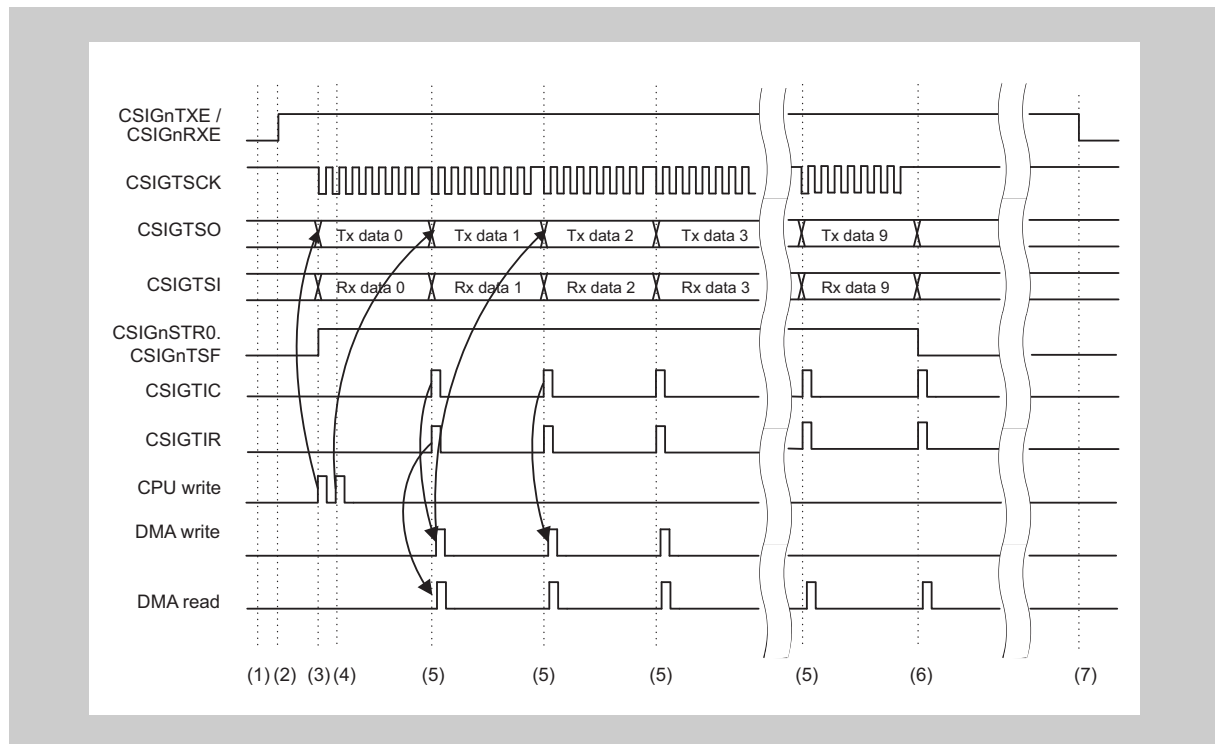 CSIGnTXE /
CSIGnRXE
CSIGTSCK
CSIGTSO
Tx data 0 Tx data 1 Tx data 2 Tx data 3 Tx data 9
CSIGTSI
Rx data 0 Rx data 1 Rx data 2 Rx data 3 Rx data 9
CSIGnSTR0.
CSIGnTSF
CSIGTIC
CSIGTIR
CPU write
DMA write
DMA read
(1) (2) (3) (4) (5) (5) (5) (5) (6) (7)